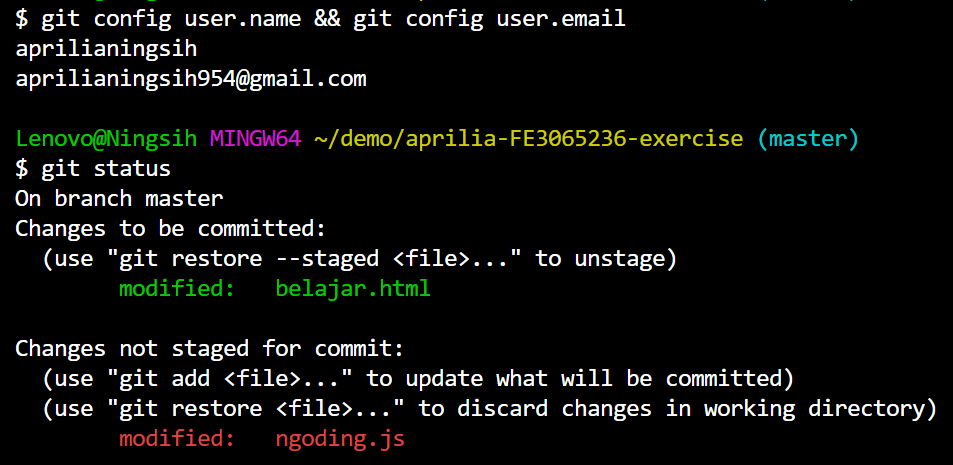 $ git config user.name && git config user.email
aprilianingsih
aprilianingsih954@gmail.com
Lenovo@Ningsih MINGW64 ~/demo/aprilia-FE3065236-exercise (master)
$ git status
On branch master
Changes to be committed:
  (use "git restore --staged <file>..." to unstage)
        modified:   belajar.html

Changes not staged for commit:
  (use "git add <file>..." to update what will be committed)
  (use "git restore <file>..." to discard changes in working directory)
        modified:   ngoding.js